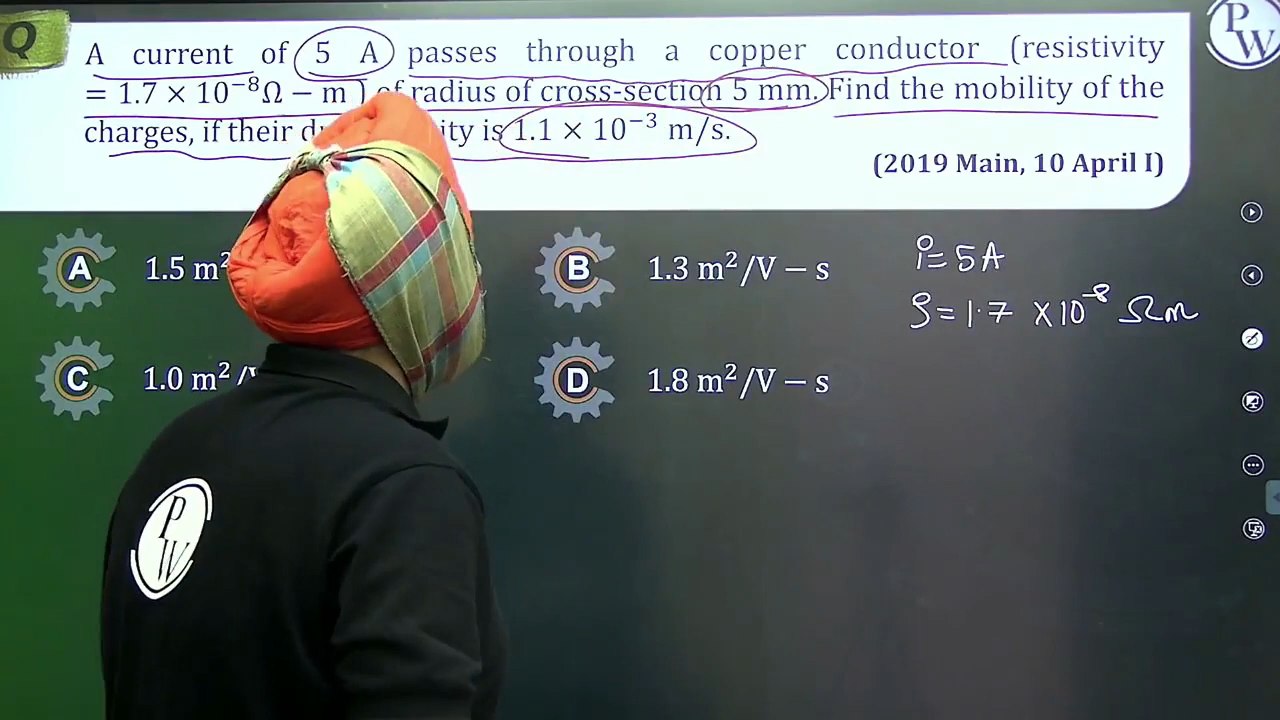 Q
A current of 5 A passes through a copper conductor (resistivity
= 1.7 × 10⁻⁸Ω − m ) of radius of cross-section 5 mm. Find the mobility of the
charges, if their ity is 1.1 × 10⁻³ m/s.
(2019 Main, 10 April I)
PW
A 1.5 m²
B 1.3 m²/V − s
i = 5A
ρ = 1.7 × 10⁻⁸ Ωm
C 1.0 m²/V
D 1.8 m²/V − s
PW